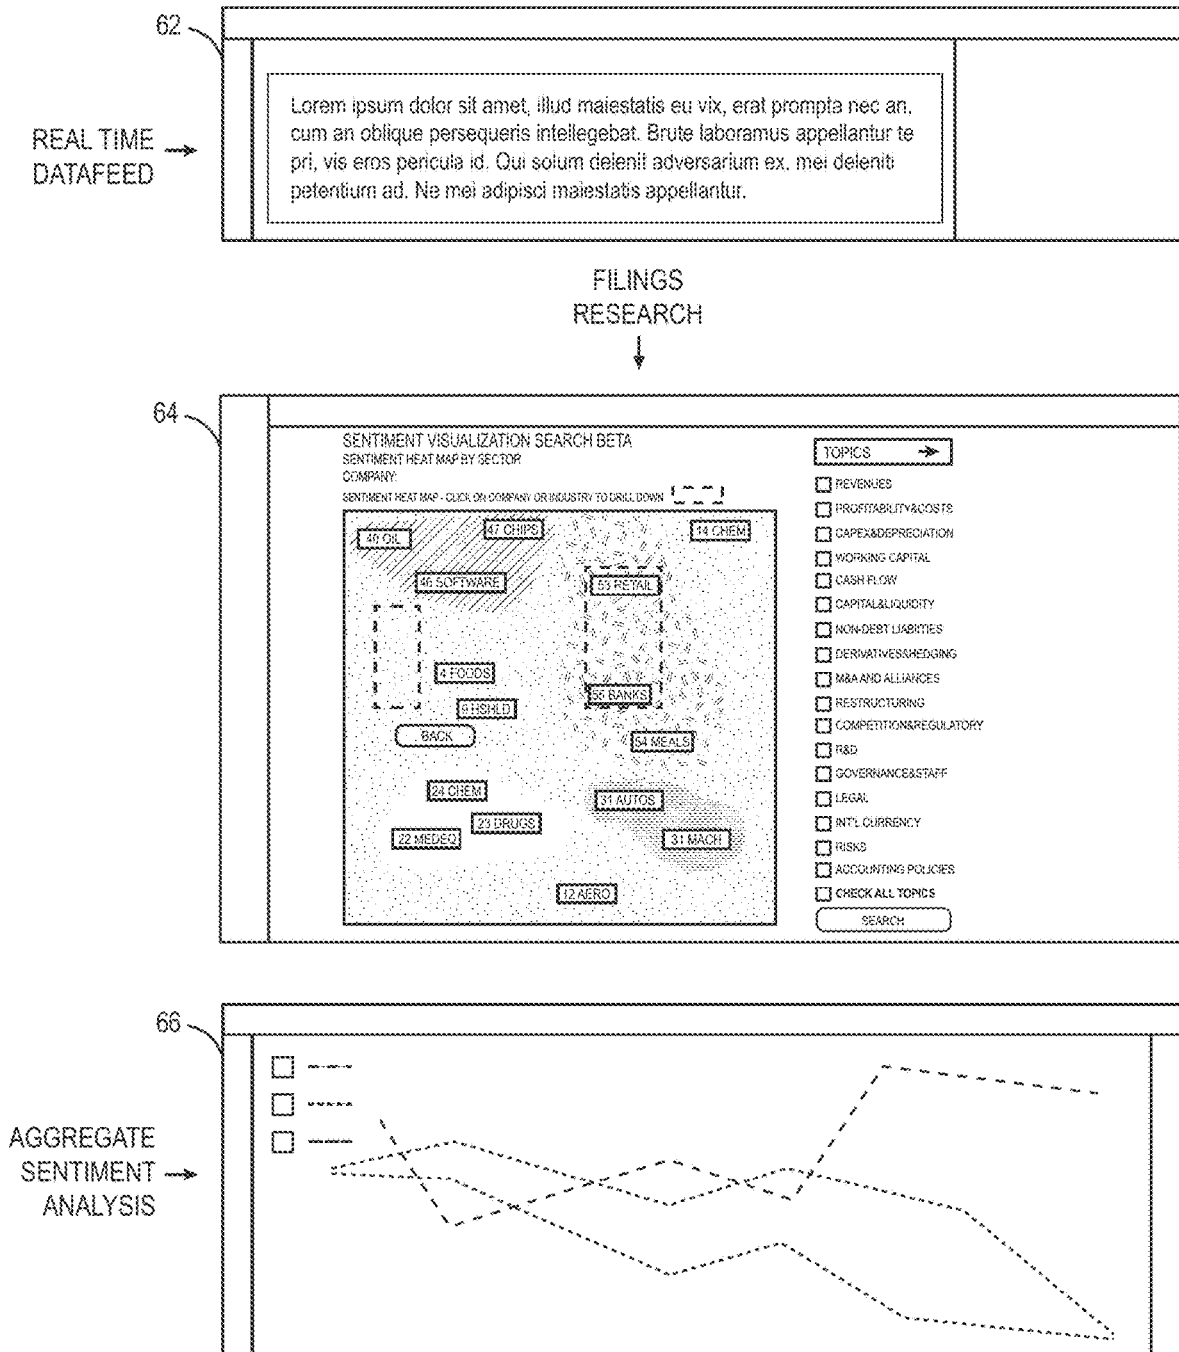 62
REAL TIME
DATAFEED
Lorem ipsum dolor sit amet, illud maiestatis eu vix, erat prompta nec an,
cum an oblique persequeris intellegebat. Brute laboramus appellantur te
pri, vis eros pericula id. Qui solum delenii adversarium ex, mei deleniti
petentium ad. Ne mei adipisci maiestatis appellantur.
FILINGS
RESEARCH
64
SENTIMENT VISUALIZATION SEARCH BETA
SENTIMENT HEAT MAP BY SECTOR
COMPANY:
SENTIMENT HEAT MAP - CLICK ON COMPANY OR INDUSTRY TO DRILL DOWN
40 OIL
47 CHIPS
14 CHEM
46 SOFTWARE
53 RETAIL
4 FOODS
55 BANKS
9 HSHLD
BACK
54 MEALS
24 CHEM
31 AUTOS
23 DRUGS
22 MEDEQ
31 MACH
12 AERO
TOPICS
REVENUES
PROFITABILITY&COSTS
CAPEX&DEPRECIATION
WORKING CAPITAL
CASH FLOW
CAPITAL&LIQUIDITY
NON-DEBT LIABIITIES
DERIVATIVES&HEDGING
M&A AND ALLIANCES
RESTRUCTURING
COMPETITION&REGULATORY
R&D
GOVERNANCE&STAFF
LEGAL
INT'L CURRENCY
RISKS
ACCOUNTING POLICIES
CHECK ALL TOPICS
SEARCH
66
AGGREGATE
SENTIMENT
ANALYSIS